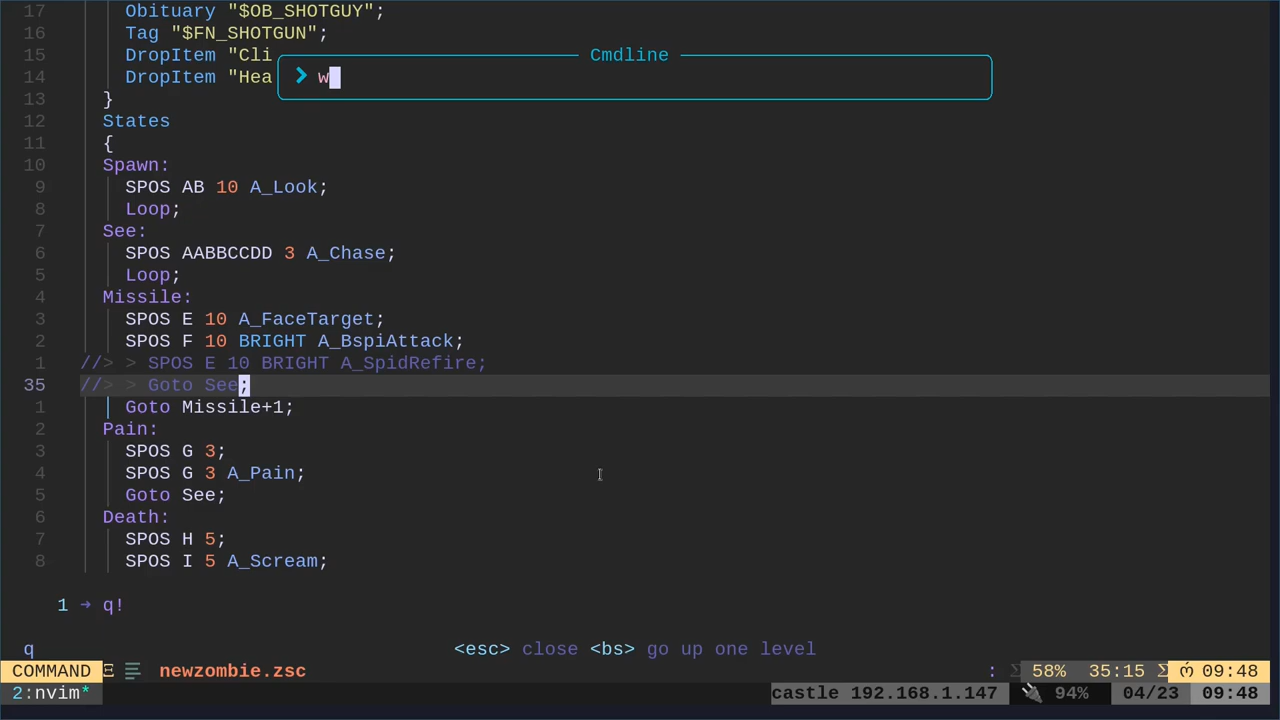 17 Obituary "$OB_SHOTGUY";
16 Tag "$FN_SHOTGUN";
15 DropItem "Cli
Cmdline
14 DropItem "Hea
❯ w
13 }
12 States
11 {
10 Spawn:
9 SPOS AB 10 A_Look;
8 Loop;
7 See:
6 SPOS AABBCCDD 3 A_Chase;
5 Loop;
4 Missile:
3 SPOS E 10 A_FaceTarget;
2 SPOS F 10 BRIGHT A_BspiAttack;
1 //> > SPOS E 10 BRIGHT A_SpidRefire;
35 //> > Goto See;
1 Goto Missile+1;
2 Pain:
3 SPOS G 3;
4 SPOS G 3 A_Pain;
5 Goto See;
6 Death:
7 SPOS H 5;
8 SPOS I 5 A_Scream;
1 → q!
q <esc> close <bs> go up one level
COMMAND newzombie.zsc : 58% 35:15 09:48
2:nvim* castle 192.168.1.147 94% 04/23 09:48